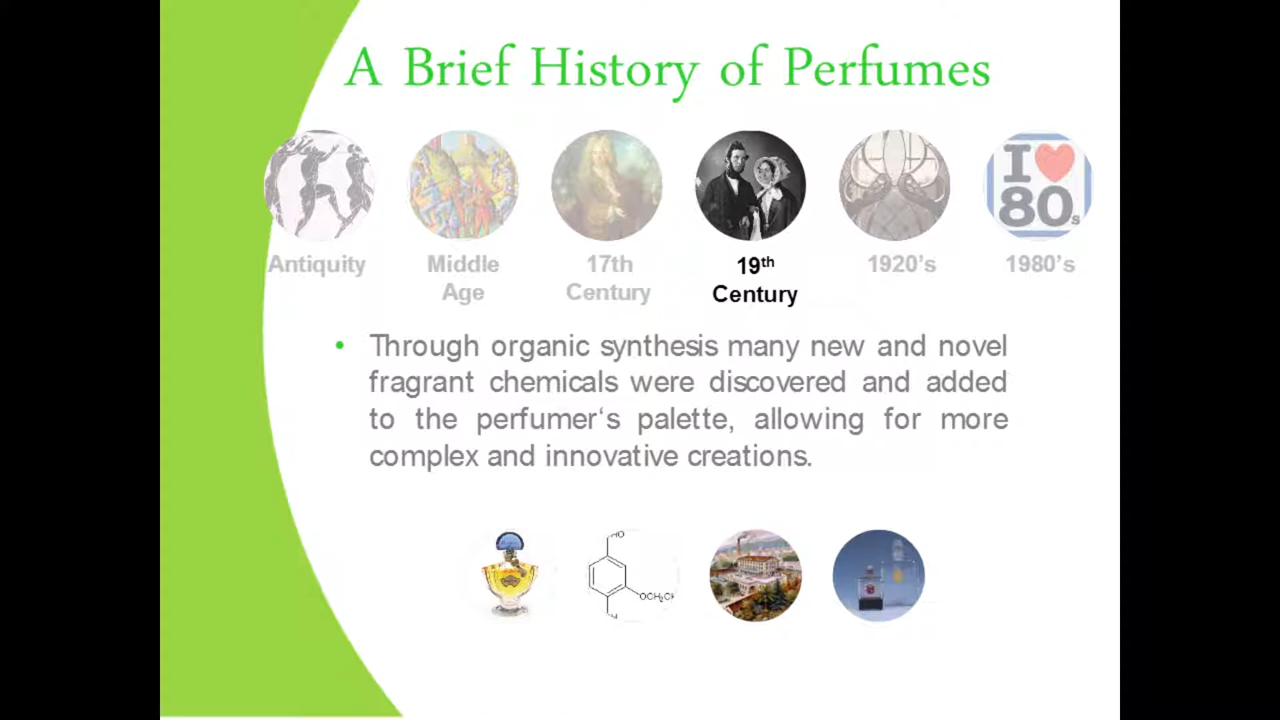 A Brief History of Perfumes
I ♥
80s
Antiquity
Middle
Age
17th
Century
19th
Century
1920's
1980's
• Through organic synthesis many new and novel
fragrant chemicals were discovered and added
to the perfumer‘s palette, allowing for more
complex and innovative creations.